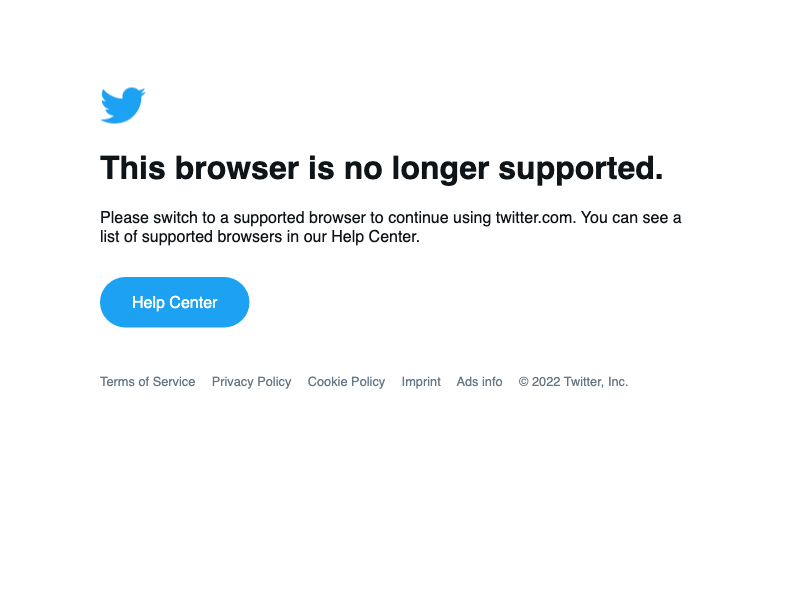 This browser is no longer supported.
Please switch to a supported browser to continue using twitter.com. You can see a
list of supported browsers in our Help Center.
Help Center
Terms of Service Privacy Policy Cookie Policy Imprint Ads info © 2022 Twitter, Inc.